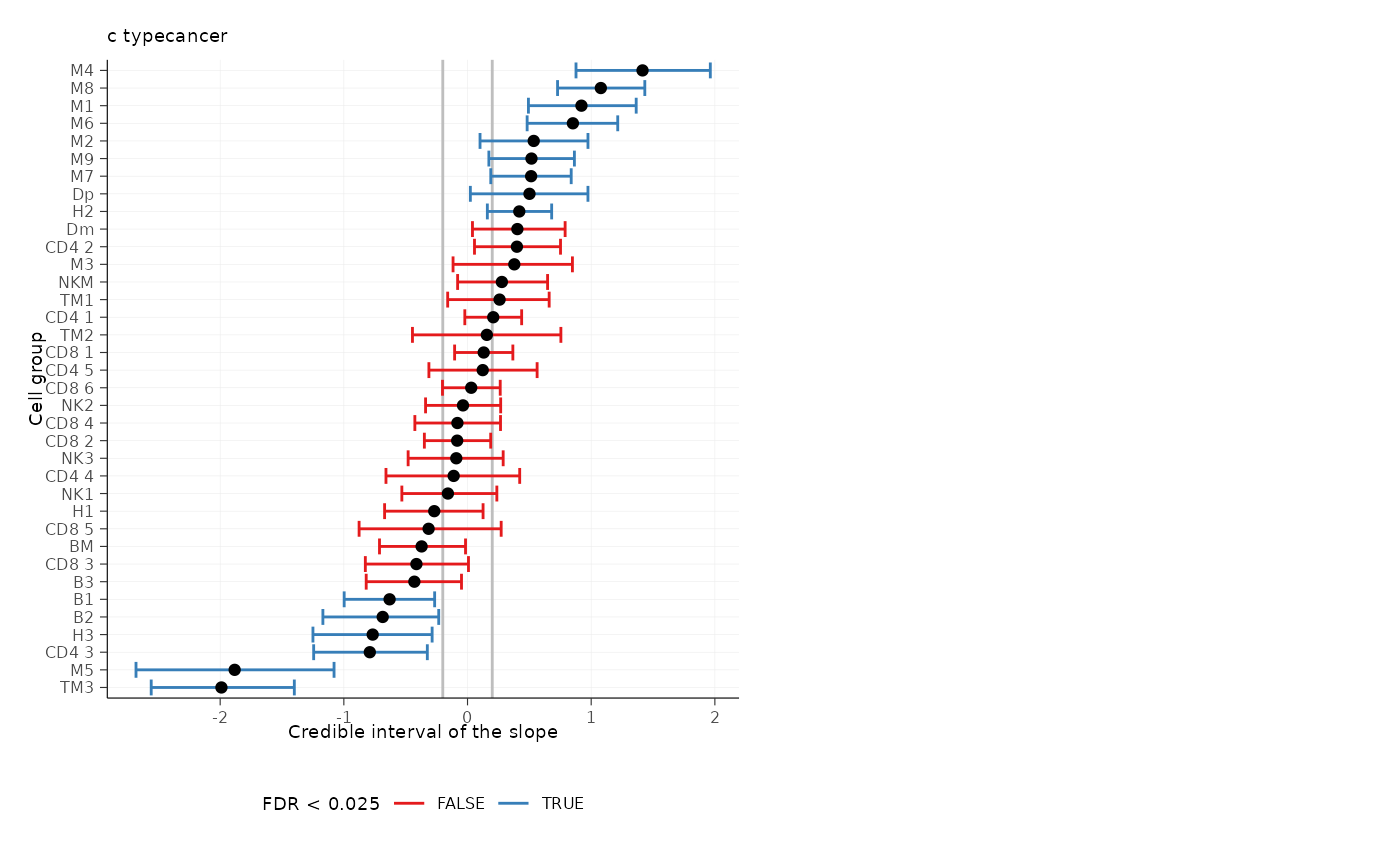 c typecancer
M4
M8
M1
M6
M2
M9
M7
Dp
H2
Dm
CD4 2
M3
NKM
TM1
CD4 1
TM2
CD8 1
CD4 5
CD8 6
NK2
CD8 4
CD8 2
NK3
CD4 4
NK1
H1
CD8 5
BM
CD8 3
B3
B1
B2
H3
CD4 3
M5
TM3
Cell group
-2 -1 0 1 2
Credible interval of the slope
FDR < 0.025 FALSE TRUE